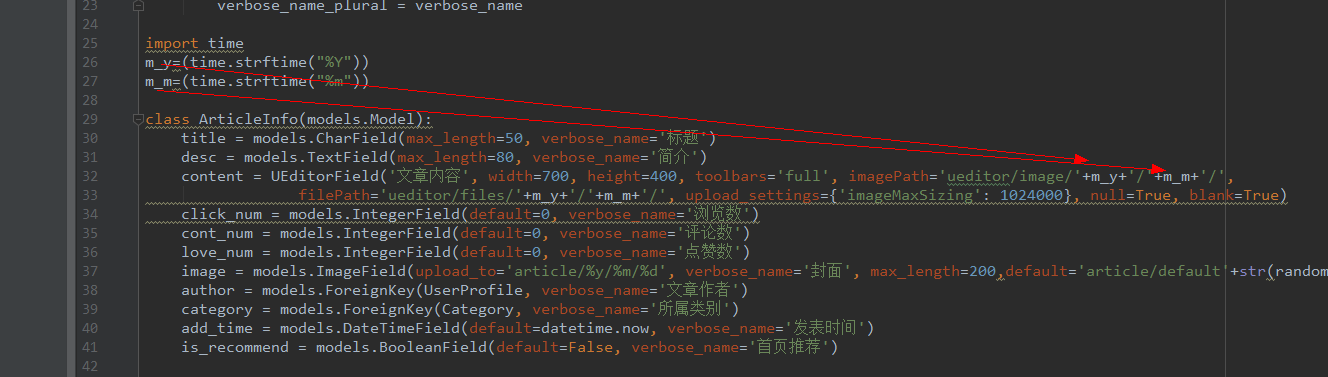 23 verbose_name_plural = verbose_name
24
25 import time
26 m_y=(time.strftime("%Y"))
27 m_m=(time.strftime("%m"))
28
29 class ArticleInfo(models.Model):
30 title = models.CharField(max_length=50, verbose_name='标题')
31 desc = models.TextField(max_length=80, verbose_name='简介')
32 content = UEditorField('文章内容', width=700, height=400, toolbars='full', imagePath='ueditor/image/'+m_y+'/'+m_m+'/',
33 filePath='ueditor/files/'+m_y+'/'+m_m+'/', upload_settings={'imageMaxSizing': 1024000}, null=True, blank=True)
34 click_num = models.IntegerField(default=0, verbose_name='浏览数')
35 cont_num = models.IntegerField(default=0, verbose_name='评论数')
36 love_num = models.IntegerField(default=0, verbose_name='点赞数')
37 image = models.ImageField(upload_to='article/%y/%m/%d', verbose_name='封面', max_length=200,default='article/default'+str(random
38 author = models.ForeignKey(UserProfile, verbose_name='文章作者')
39 category = models.ForeignKey(Category, verbose_name='所属类别')
40 add_time = models.DateTimeField(default=datetime.now, verbose_name='发表时间')
41 is_recommend = models.BooleanField(default=False, verbose_name='首页推荐')
42